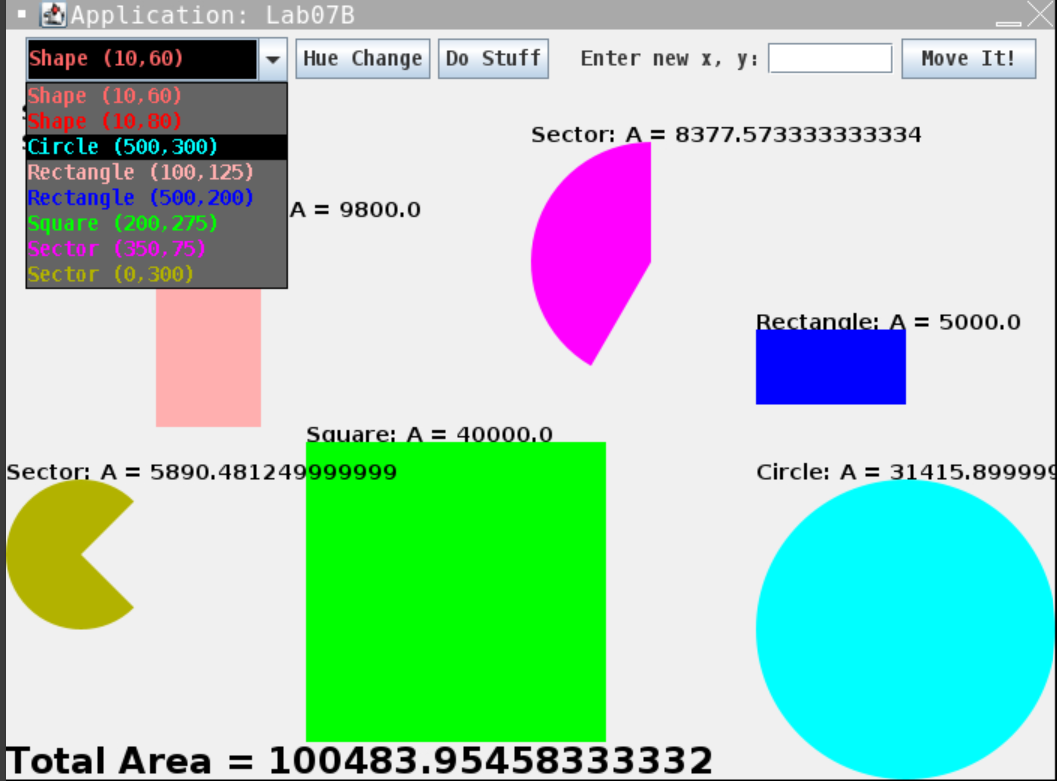 Application: Lab07B
Shape (10,60) Hue Change Do Stuff Enter new x, y: Move It!
Shape (10,60)
Shape (10,80)
Circle (500,300)
Rectangle (100,125)
Rectangle (500,200)
Square (200,275)
Sector (350,75)
Sector (0,300)
Sector: A = 8377.573333333334
A = 9800.0
Rectangle: A = 5000.0
Square: A = 40000.0
Sector: A = 5890.481249999999
Circle: A = 31415.899999
Total Area = 100483.95458333332